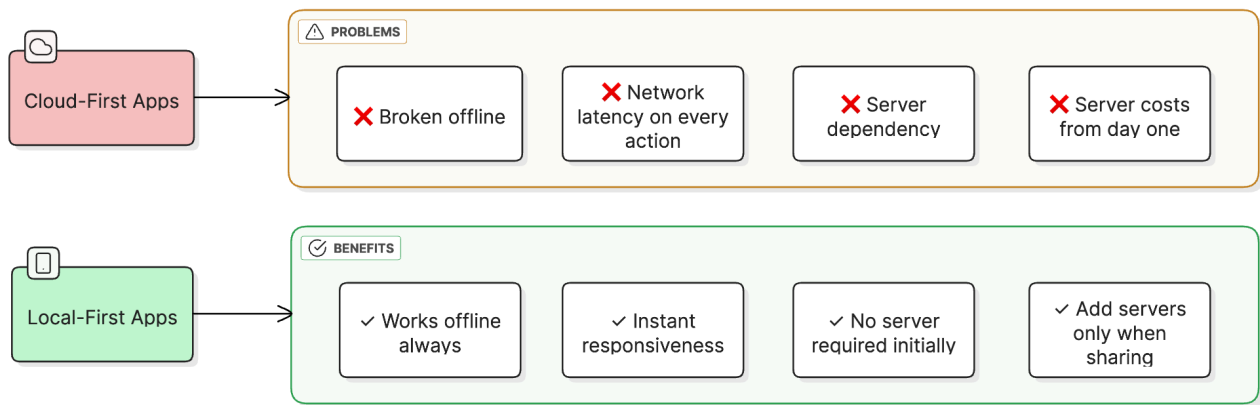 PROBLEMS
Cloud-First Apps
❌ Broken offline
❌ Network
latency on every
action
❌ Server
dependency
❌ Server costs
from day one
BENEFITS
Local-First Apps
✓ Works offline
always
✓ Instant
responsiveness
✓ No server
required initially
✓ Add servers
only when
sharing